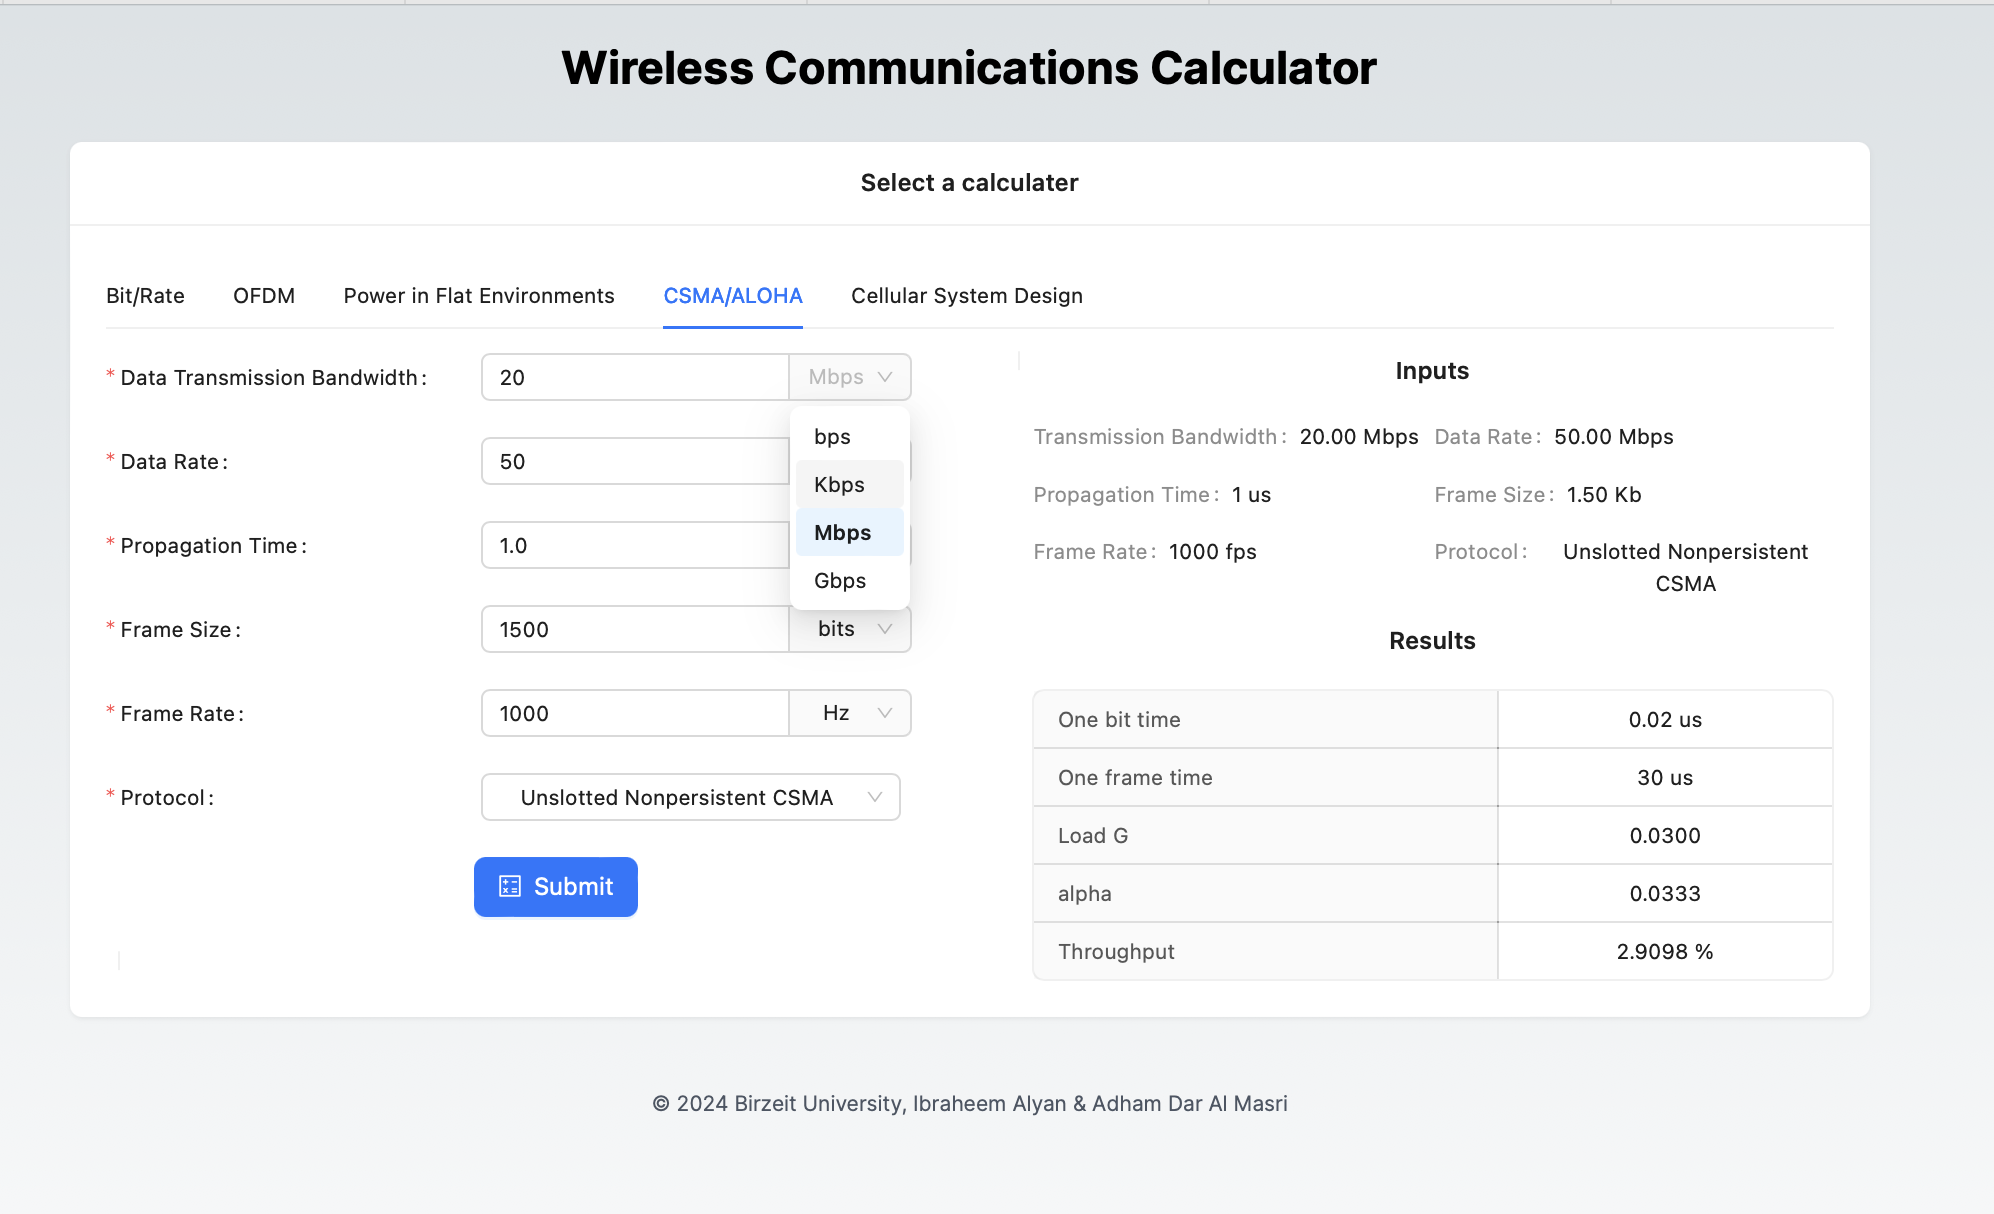 Wireless Communications Calculator
Select a calculater
Bit/Rate OFDM Power in Flat Environments CSMA/ALOHA Cellular System Design
* Data Transmission Bandwidth: 20 Mbps
bps
Kbps
Mbps
Gbps
* Data Rate: 50
* Propagation Time: 1.0
* Frame Size: 1500 bits
* Frame Rate: 1000 Hz
* Protocol: Unslotted Nonpersistent CSMA
Submit
Inputs
Transmission Bandwidth: 20.00 Mbps Data Rate: 50.00 Mbps
Propagation Time: 1 us Frame Size: 1.50 Kb
Frame Rate: 1000 fps Protocol: Unslotted Nonpersistent
CSMA
Results
One bit time 0.02 us
One frame time 30 us
Load G 0.0300
alpha 0.0333
Throughput 2.9098 %
© 2024 Birzeit University, Ibraheem Alyan & Adham Dar Al Masri